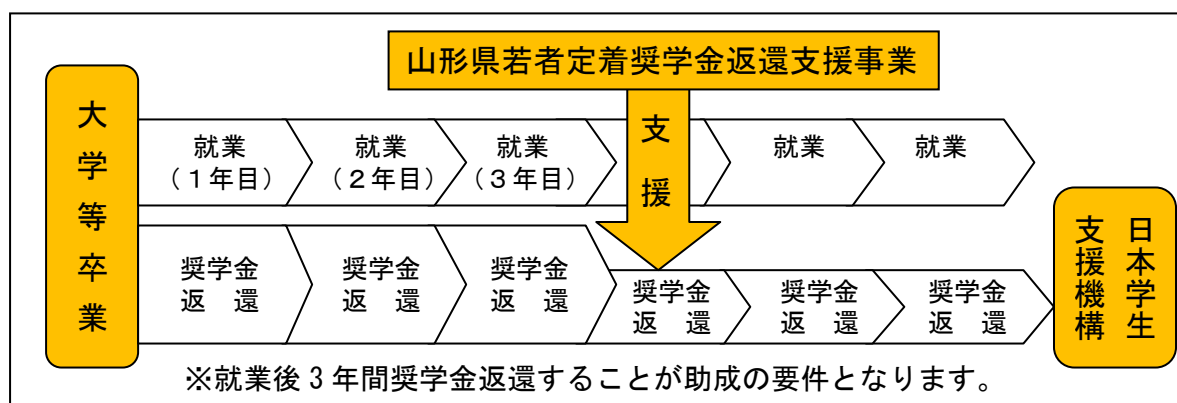 山形県若者定着奨学金返還支援事業
大学等卒業
就業
(1年目)
就業
(2年目)
就業
(3年目)
支援
就業
就業
奨学金
返 還
奨学金
返 還
奨学金
返 還
奨学金
返 還
奨学金
返 還
奨学金
返 還
日本学生
支援機構
※就業後3年間奨学金返還することが助成の要件となります。